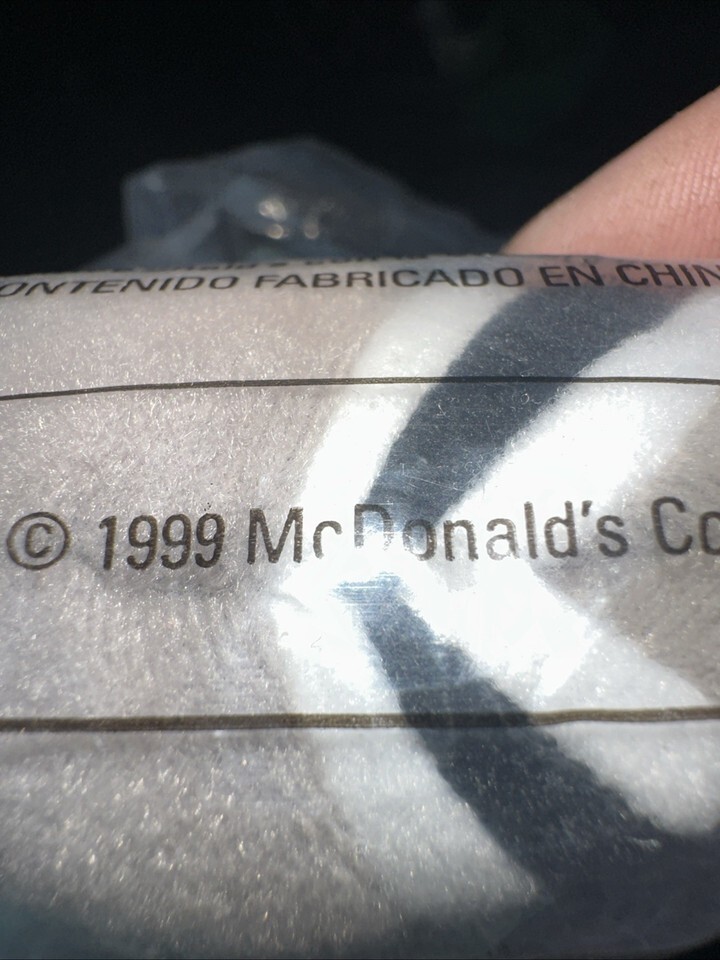 ONTENIDO FABRICADO EN CHIN
© 1999 McDonald's Co